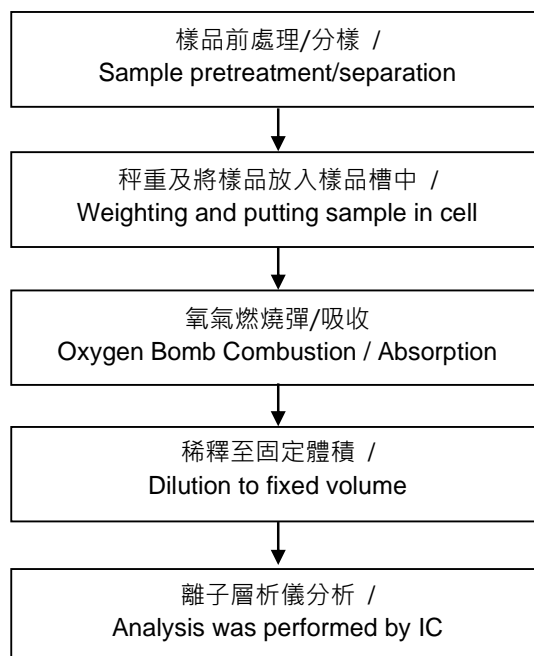 樣品前處理/分樣 /
Sample pretreatment/separation
秤重及將樣品放入樣品槽中 /
Weighting and putting sample in cell
氧氣燃燒彈/吸收
Oxygen Bomb Combustion / Absorption
稀釋至固定體積 /
Dilution to fixed volume
離子層析儀分析 /
Analysis was performed by IC